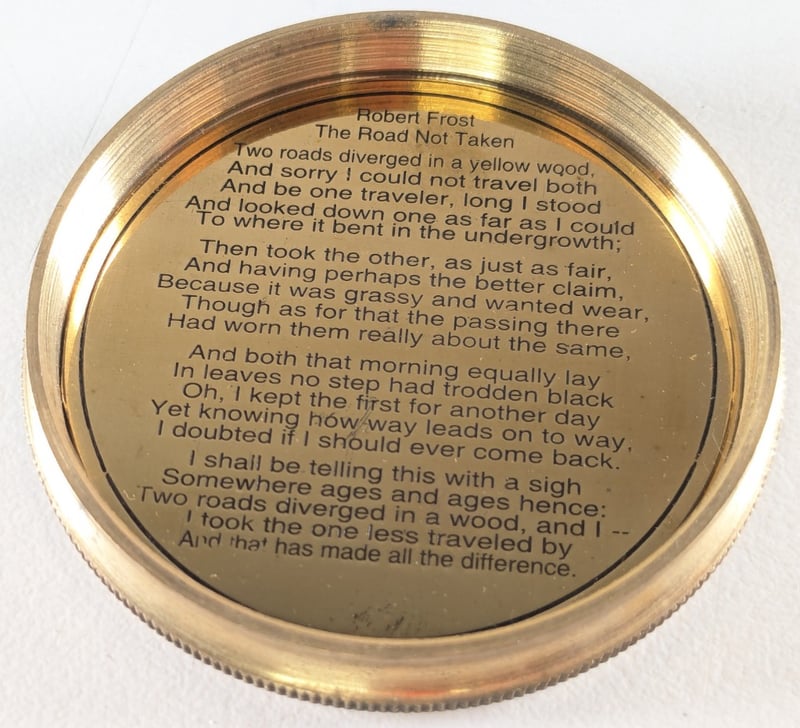 Robert Frost
The Road Not Taken
Two roads diverged in a yellow wood,
And sorry I could not travel both
And be one traveler, long I stood
And looked down one as far as I could
To where it bent in the undergrowth;
Then took the other, as just as fair,
And having perhaps the better claim,
Because it was grassy and wanted wear,
Though as for that the passing there
Had worn them really about the same,
And both that morning equally lay
In leaves no step had trodden black
Oh, I kept the first for another day
Yet knowing how way leads on to way,
I doubted if I should ever come back.
I shall be telling this with a sigh
Somewhere ages and ages hence:
Two roads diverged in a wood, and I --
I took the one less traveled by
And that has made all the difference.